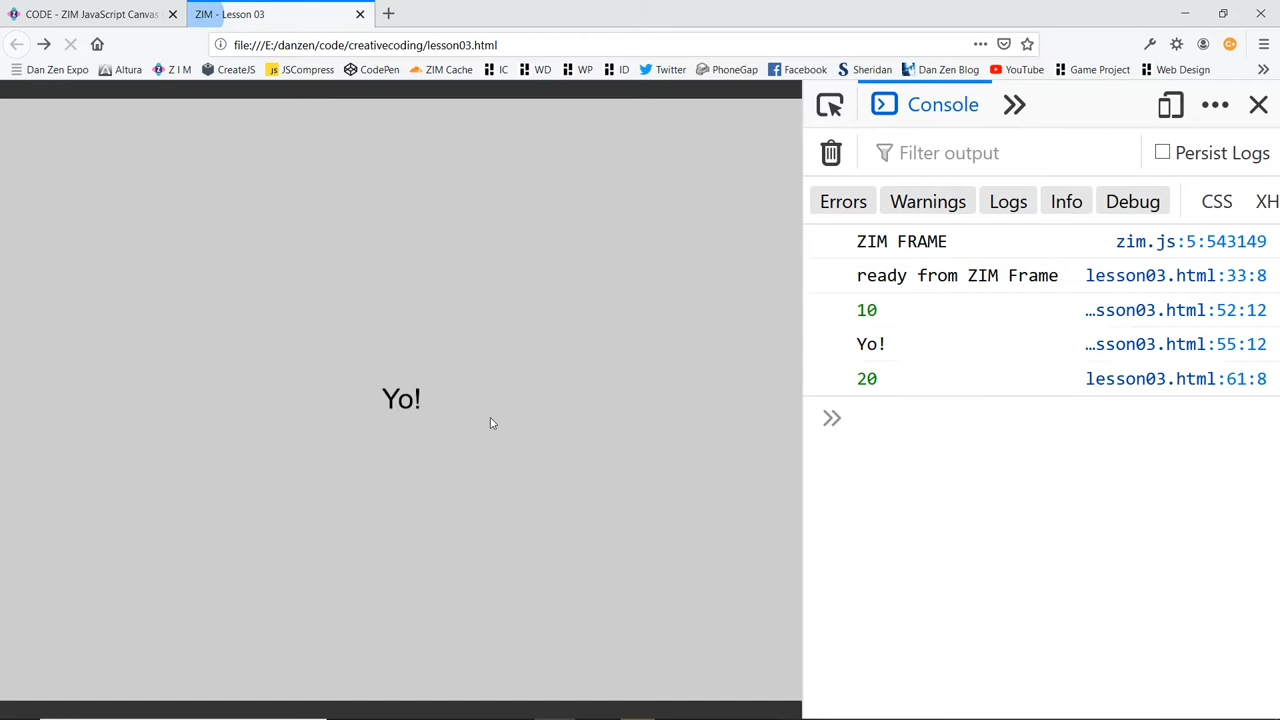 CODE - ZIM JavaScript Canvas
ZIM - Lesson 03
file:///E:/danzen/code/creativecoding/lesson03.html
Dan Zen Expo
Altura
Z I M
CreateJS
JSCompress
CodePen
ZIM Cache
IC
WD
WP
ID
Twitter
PhoneGap
Facebook
Sheridan
Dan Zen Blog
YouTube
Game Project
Web Design
Console
Filter output
Persist Logs
Errors
Warnings
Logs
Info
Debug
CSS
XH
ZIM FRAME zim.js:5:543149
ready from ZIM Frame lesson03.html:33:8
10 …sson03.html:52:12
Yo! …sson03.html:55:12
20 lesson03.html:61:8
Yo!